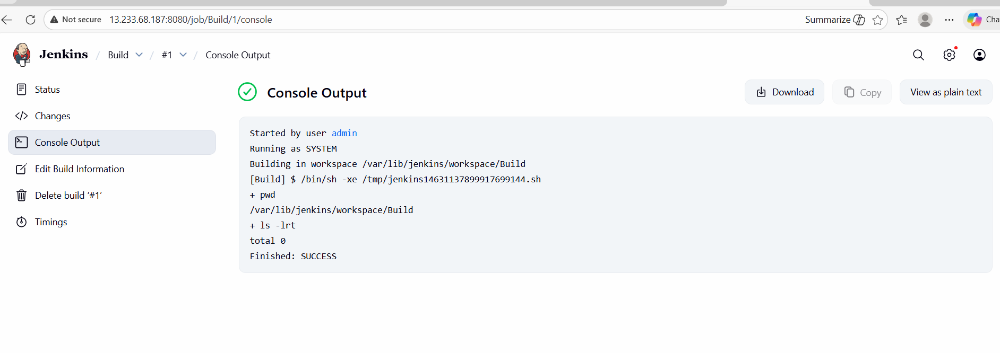 Not secure 13.233.68.187:8080/job/Build/1/console Summarize
Jenkins / Build / #1 / Console Output
Status
Changes
Console Output
Edit Build Information
Delete build ‘#1’
Timings
Console Output
Download
Copy
View as plain text
Started by user admin
Running as SYSTEM
Building in workspace /var/lib/jenkins/workspace/Build
[Build] $ /bin/sh -xe /tmp/jenkins14631137899917699144.sh
+ pwd
/var/lib/jenkins/workspace/Build
+ ls -lrt
total 0
Finished: SUCCESS